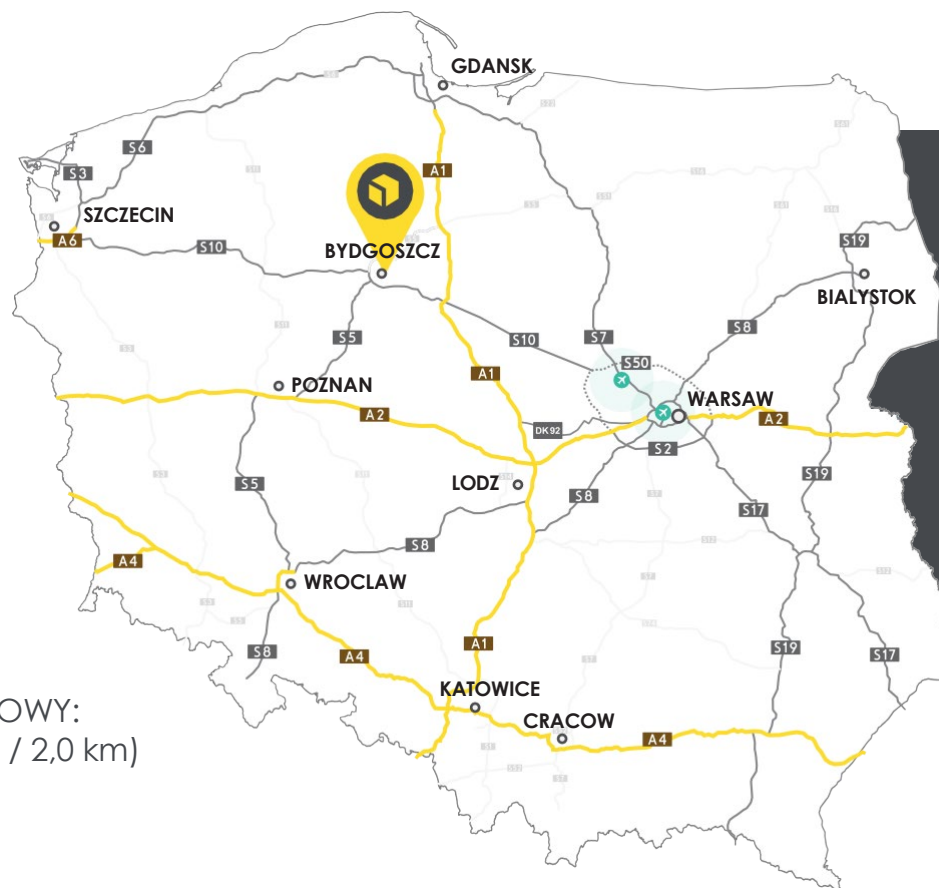 GDANSK
S6
A1
S3
SZCZECIN
A6
S10
BYDGOSZCZ
S19
BIALYSTOK
S5
S10
S7
S8
S50
A1
POZNAN
A2
WARSAW
A2
DK92
S2
S5
LODZ
S8
S19
S17
S8
A4
WROCLAW
A1
A4
S8
S19
S17
KATOWICE
CRACOW
A4
OWY:
/ 2,0 km)